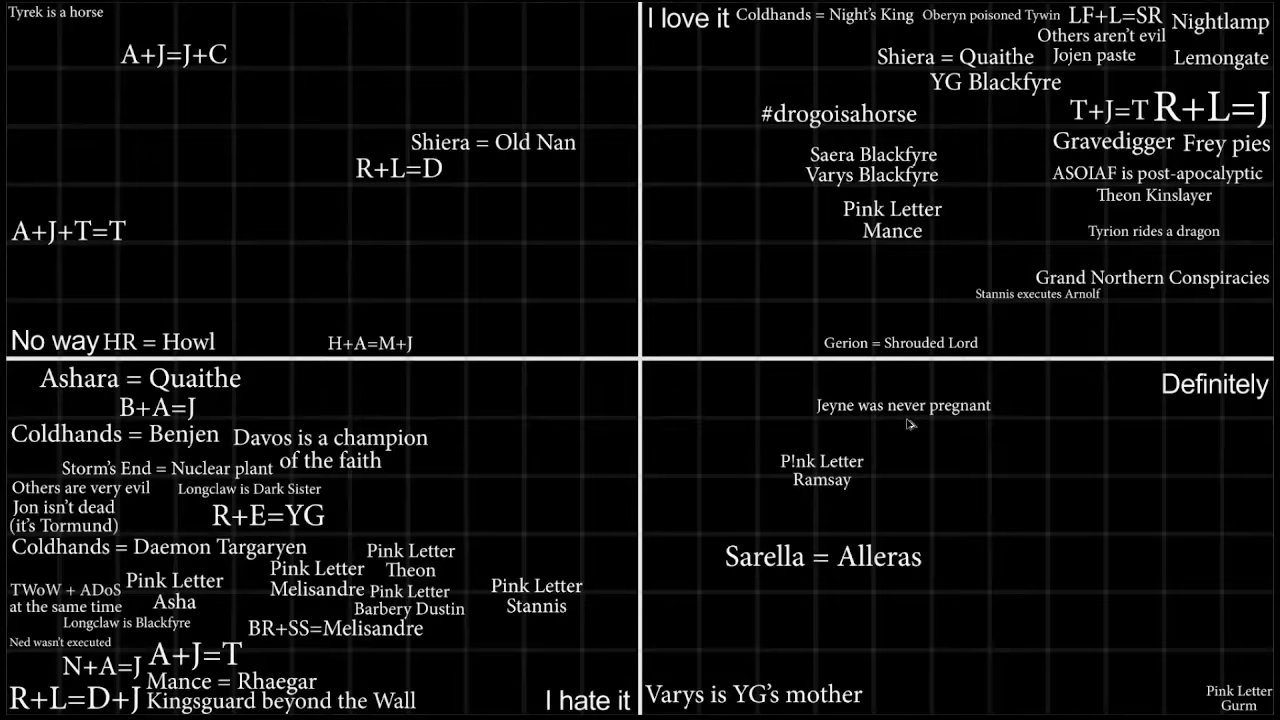 Tyrek is a horse
A+J=J+C
Shiera = Old Nan
R+L=D
A+J+T=T
No way
HR = Howl
H+A=M+J
I love it
Coldhands = Night's King
Oberyn poisoned Tywin
LF+L=SR
Nightlamp
Others aren't evil
Shiera = Quaithe
Jojen paste
Lemongate
YG Blackfyre
#drogoisahorse
T+J=T
R+L=J
Gravedigger
Frey pies
Saera Blackfyre
Varys Blackfyre
ASOIAF is post-apocalyptic
Theon Kinslayer
Pink Letter
Mance
Tyrion rides a dragon
Grand Northern Conspiracies
Stannis executes Arnolf
Gerion = Shrouded Lord
Ashara = Quaithe
B+A=J
Coldhands = Benjen
Davos is a champion
of the faith
Storm's End = Nuclear plant
Others are very evil
Longclaw is Dark Sister
Jon isn't dead
(it's Tormund)
R+E=YG
Coldhands = Daemon Targaryen
Pink Letter
Theon
Pink Letter
Melisandre
Pink Letter
Barbery Dustin
Pink Letter
Stannis
TWoW + ADoS
at the same time
Pink Letter
Asha
Longclaw is Blackfyre
BR+SS=Melisandre
Ned wasn't executed
N+A=J
A+J=T
Mance = Rhaegar
R+L=D+J
Kingsguard beyond the Wall
I hate it
Definitely
Jeyne was never pregnant
P!nk Letter
Ramsay
Sarella = Alleras
Varys is YG's mother
Pink Letter
Gurm